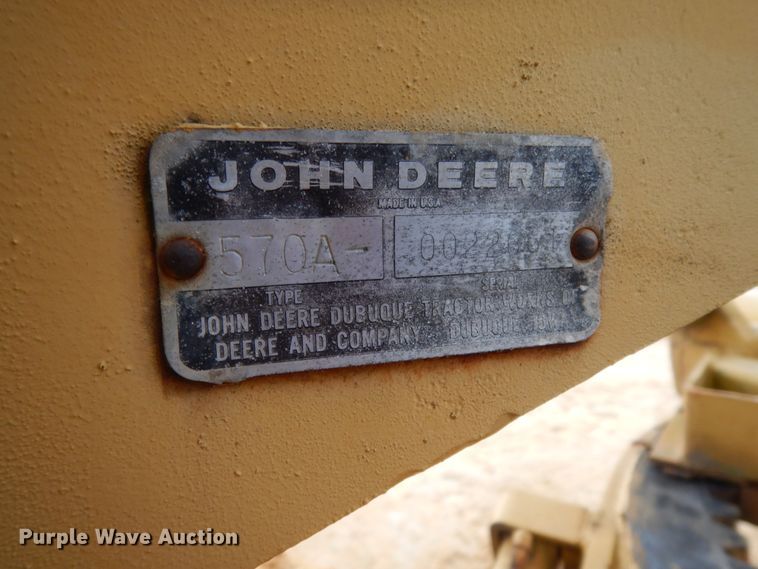 JOHN DEERE
MADE IN U.S.A.
570A-
TYPE SERIAL
JOHN DEERE DUBUQUE TRACTOR WORKS OF
DEERE AND COMPANY DUBUQUE IOWA
Purple Wave Auction®